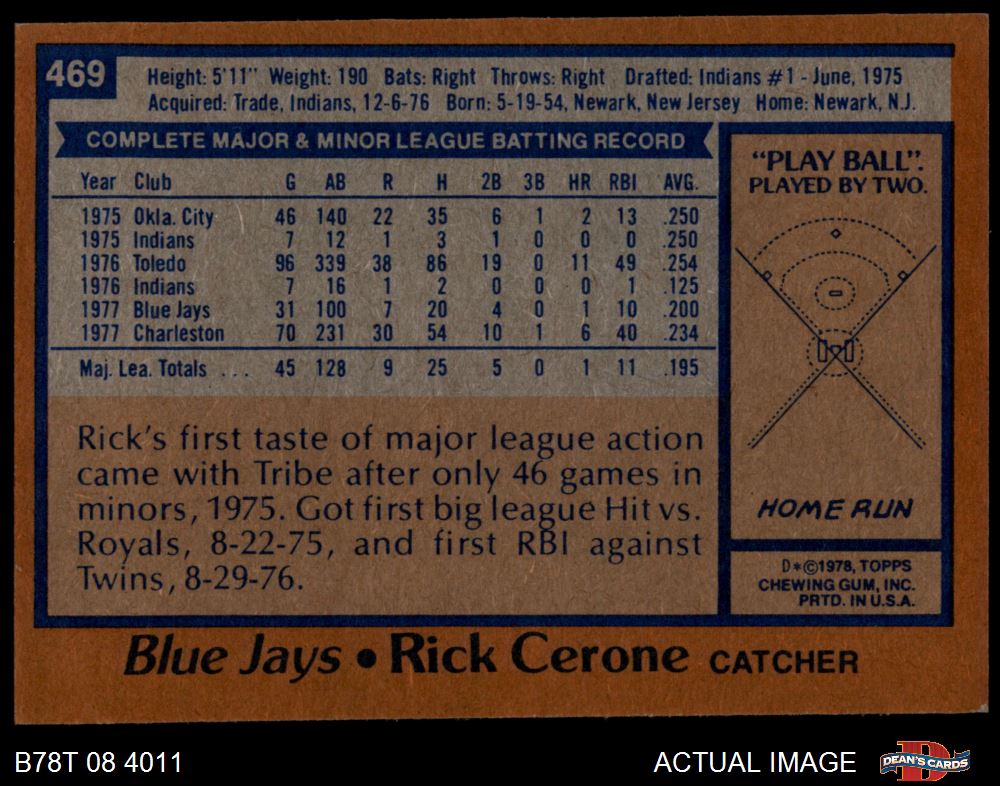 469
Height: 5'11" Weight: 190 Bats: Right Throws: Right Drafted: Indians #1 - June, 1975
Acquired: Trade, Indians, 12-6-76 Born: 5-19-54, Newark, New Jersey Home: Newark, N.J.
COMPLETE MAJOR & MINOR LEAGUE BATTING RECORD
Year Club G AB R H 2B 3B HR RBI AVG.
1975 Okla. City 46 140 22 35 6 1 2 13 .250
1975 Indians 7 12 1 3 1 0 0 0 .250
1976 Toledo 96 339 38 86 19 0 11 49 .254
1976 Indians 7 16 1 2 0 0 0 1 .125
1977 Blue Jays 31 100 7 20 4 0 1 10 .200
1977 Charleston 70 231 30 54 10 1 6 40 .234
Maj. Lea. Totals ... 45 128 9 25 5 0 1 11 .195
Rick's first taste of major league action
came with Tribe after only 46 games in
minors, 1975. Got first big league Hit vs.
Royals, 8-22-75, and first RBI against
Twins, 8-29-76.
"PLAY BALL".
PLAYED BY TWO.
HOME RUN
D*©1978, TOPPS
CHEWING GUM, INC.
PRTD. IN U.S.A.
Blue Jays • Rick Cerone CATCHER
B78T 08 4011
ACTUAL IMAGE
D
DEAN'S CARDS